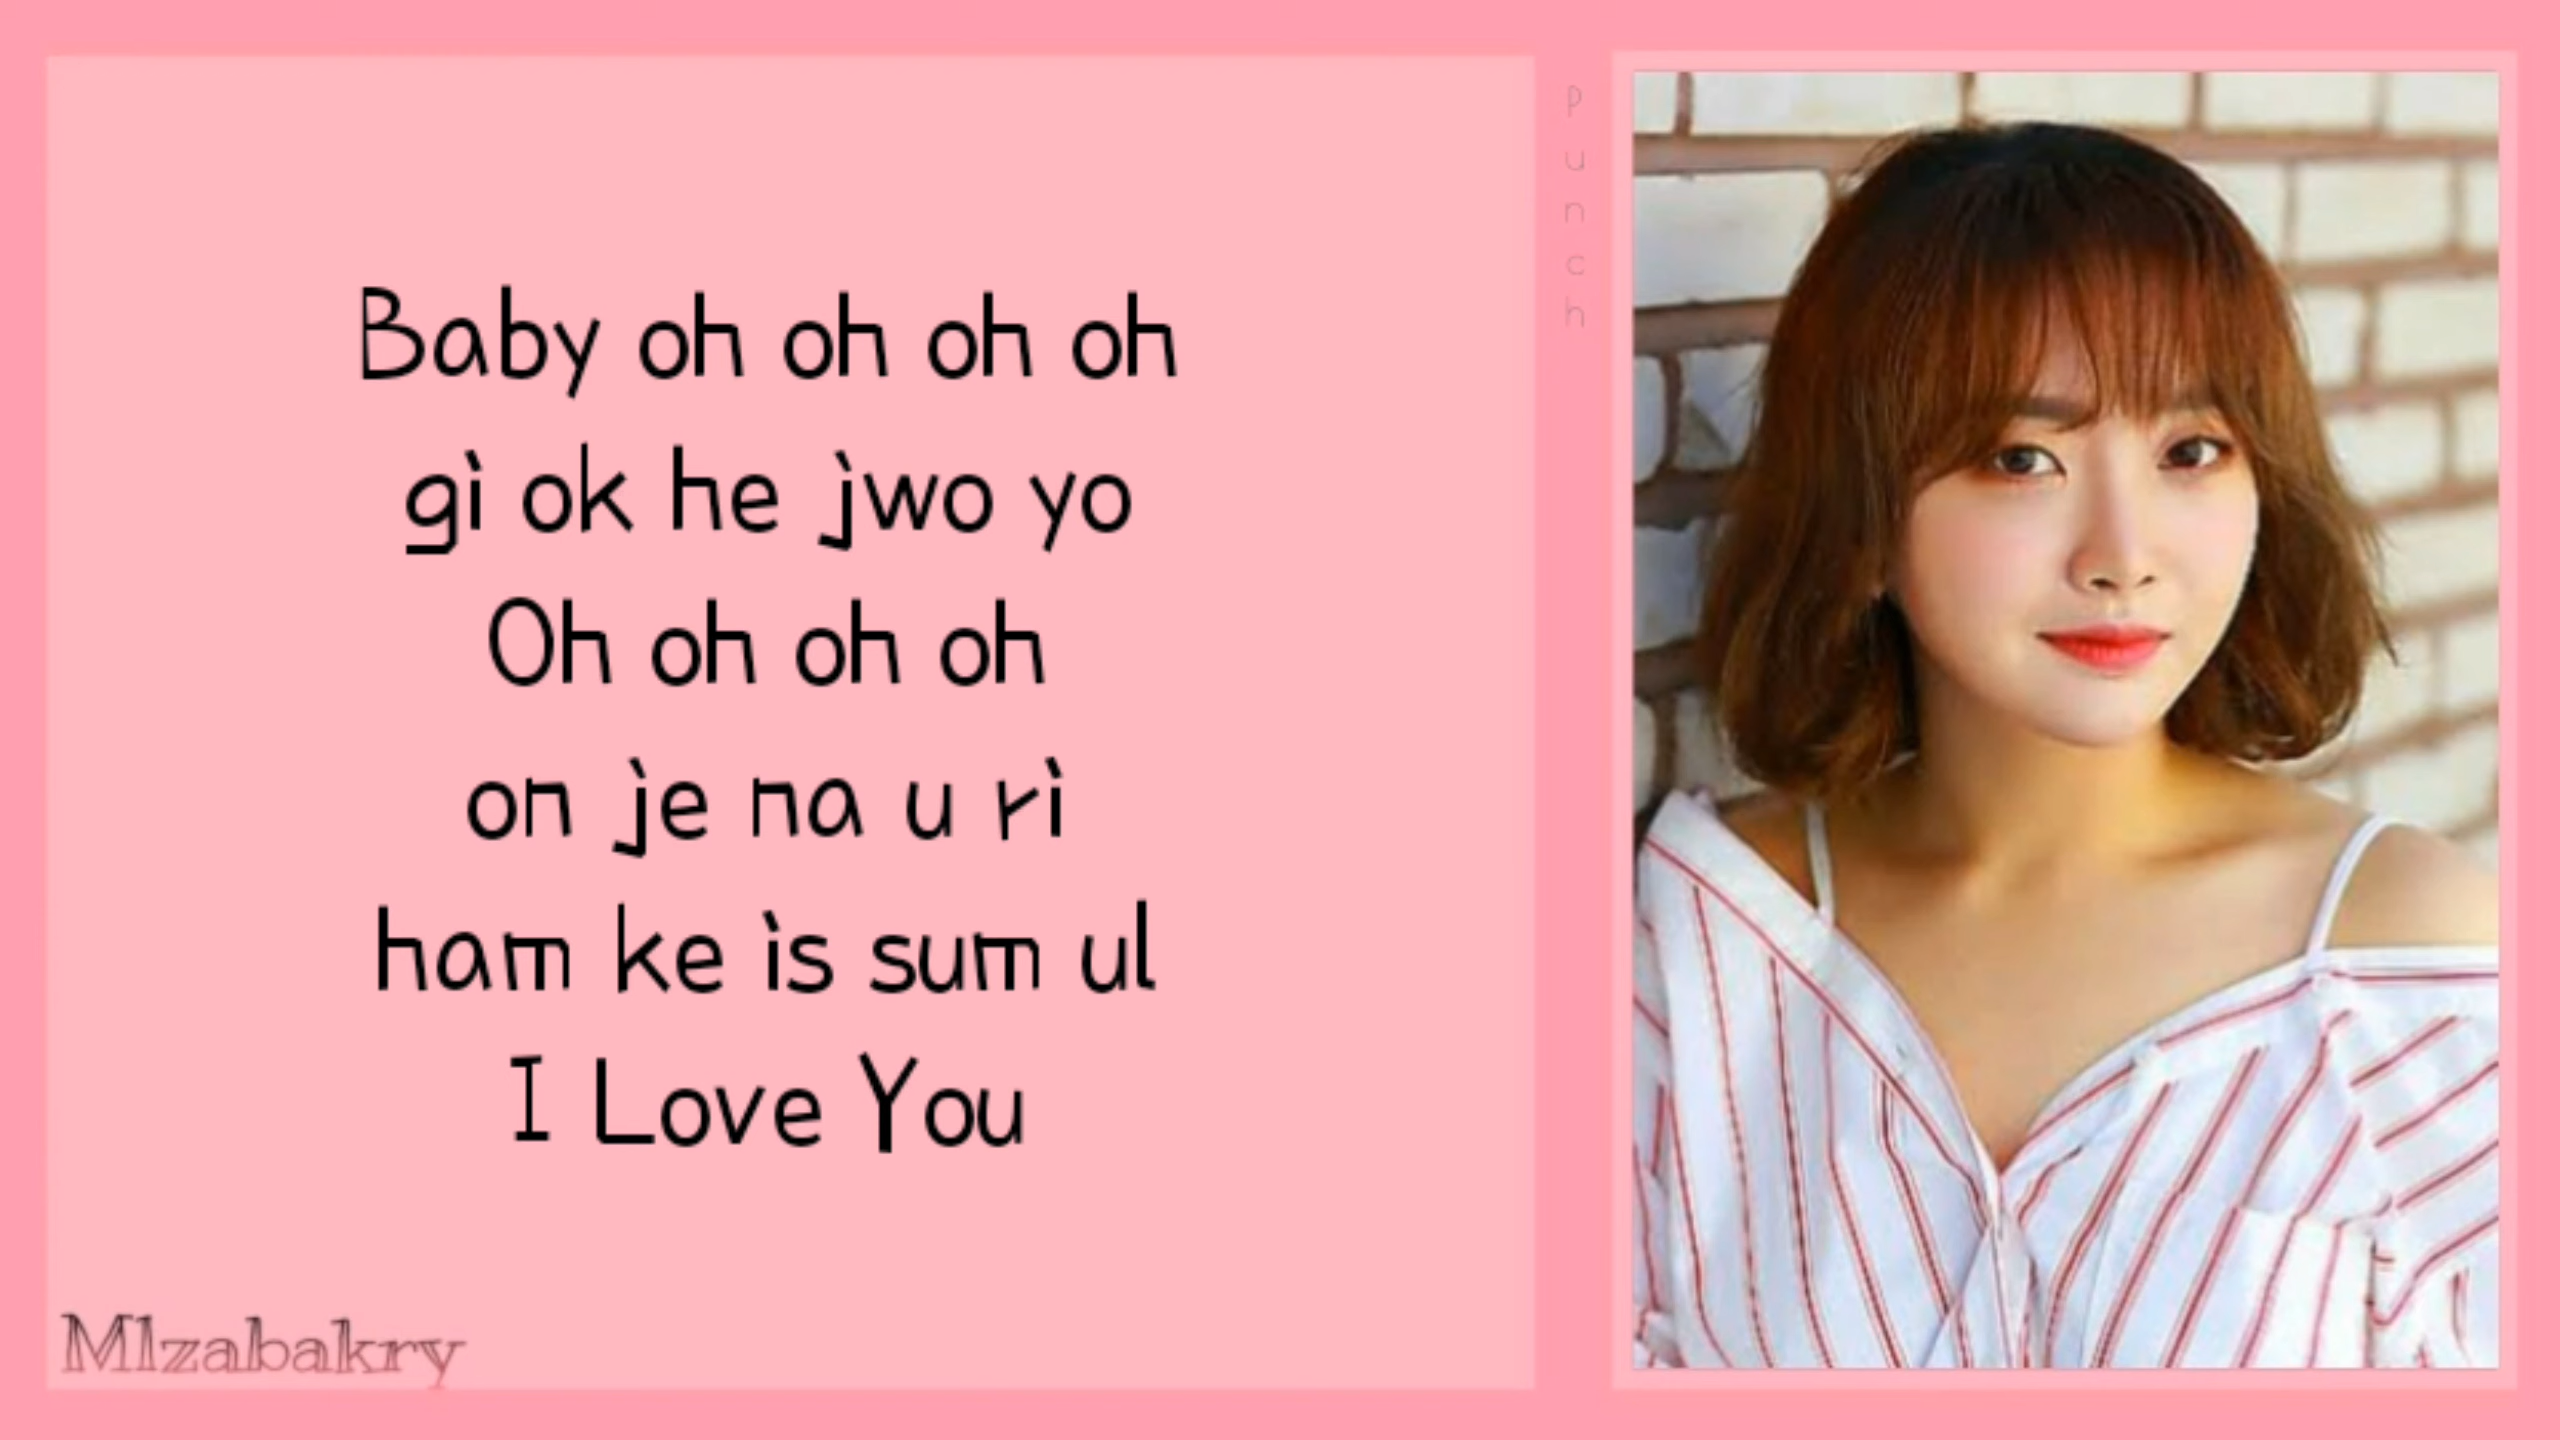 Baby oh oh oh oh
gi ok he jwo yo
Oh oh oh oh
on je na u ri
ham ke is sum ul
I Love You
Mlzabakry
Punch